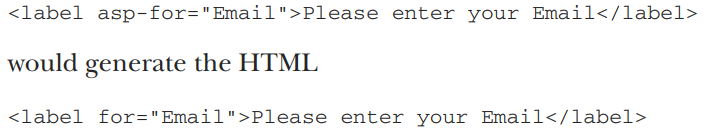 <label asp-for="Email">Please enter your Email</label>
would generate the HTML
<label for="Email">Please enter your Email</label>